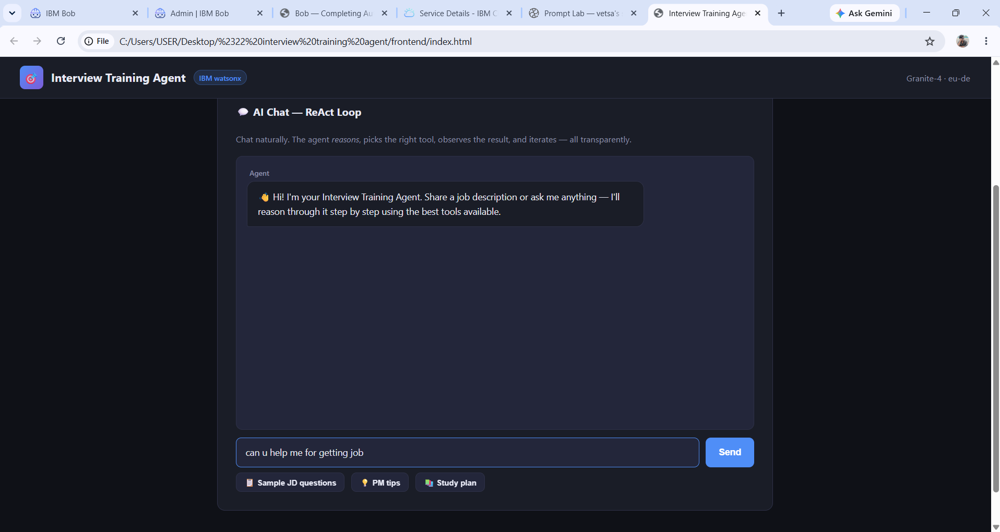 IBM Bob
Admin | IBM Bob
Bob — Completing Au
Service Details - IBM C
Prompt Lab — vetsa's
Interview Training Age
Ask Gemini
File
C:/Users/USER/Desktop/%2322%20interview%20training%20agent/frontend/index.html
Interview Training Agent
IBM watsonx
Granite-4 · eu-de
AI Chat — ReAct Loop
Chat naturally. The agent reasons, picks the right tool, observes the result, and iterates — all transparently.
Agent
👋 Hi! I'm your Interview Training Agent. Share a job description or ask me anything — I'll
reason through it step by step using the best tools available.
can u help me for getting job
Send
📋 Sample JD questions
💡 PM tips
📚 Study plan